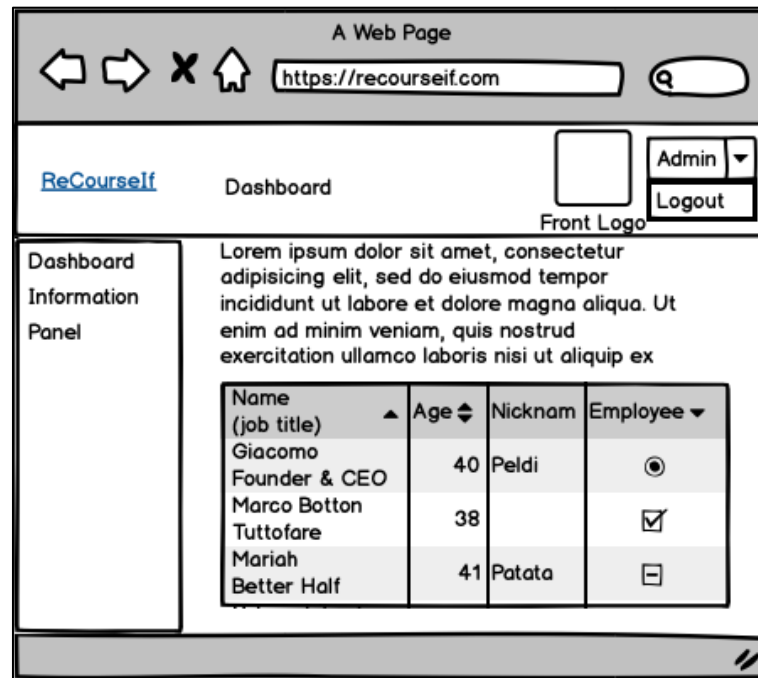 A Web Page
https://recourseif.com
ReCourseIf
Dashboard
Admin
Logout
Front Logo
Dashboard
Information
Panel
Lorem ipsum dolor sit amet, consectetur
adipisicing elit, sed do eiusmod tempor
incididunt ut labore et dolore magna aliqua. Ut
enim ad minim veniam, quis nostrud
exercitation ullamco laboris nisi ut aliquip ex
Name
(job title)
Age
Nicknam
Employee
Giacomo
Founder & CEO
40
Peldi
Marco Botton
Tuttofare
38
Mariah
Better Half
41
Patata